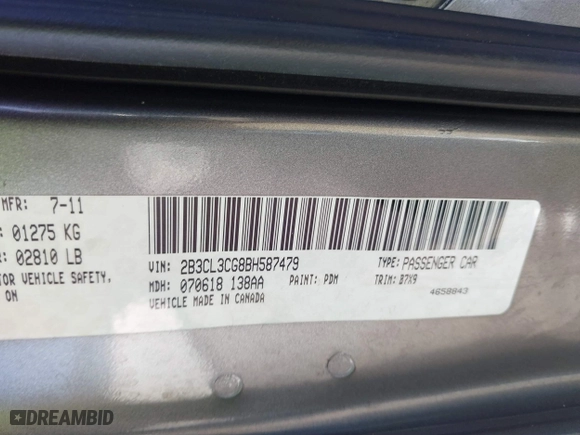 MFR: 7-11
: 01275 KG
R: 02810 LB
TOR VEHICLE SAFETY,
ON
VIN: 2B3CL3CG8BH587479
TYPE: PASSENGER CAR
MDH: 070618 138AA
PAINT: PDM
TRIM: B7X9
VEHICLE MADE IN CANADA
4658843
DREAMBID